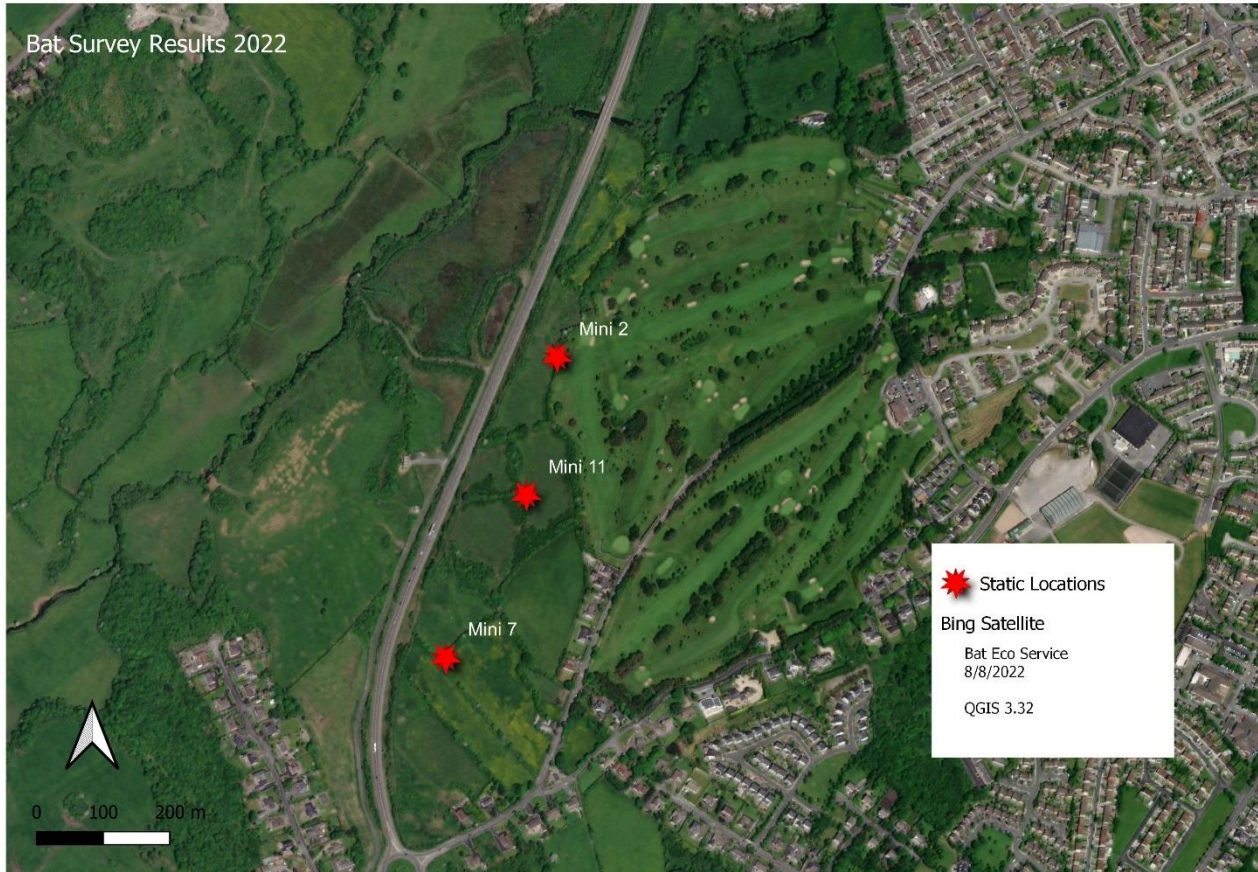 Bat Survey Results 2022
Mini 2
Mini 11
Mini 7
Static Locations
Bing Satellite
Bat Eco Service
8/8/2022
QGIS 3.32
0 100 200 m